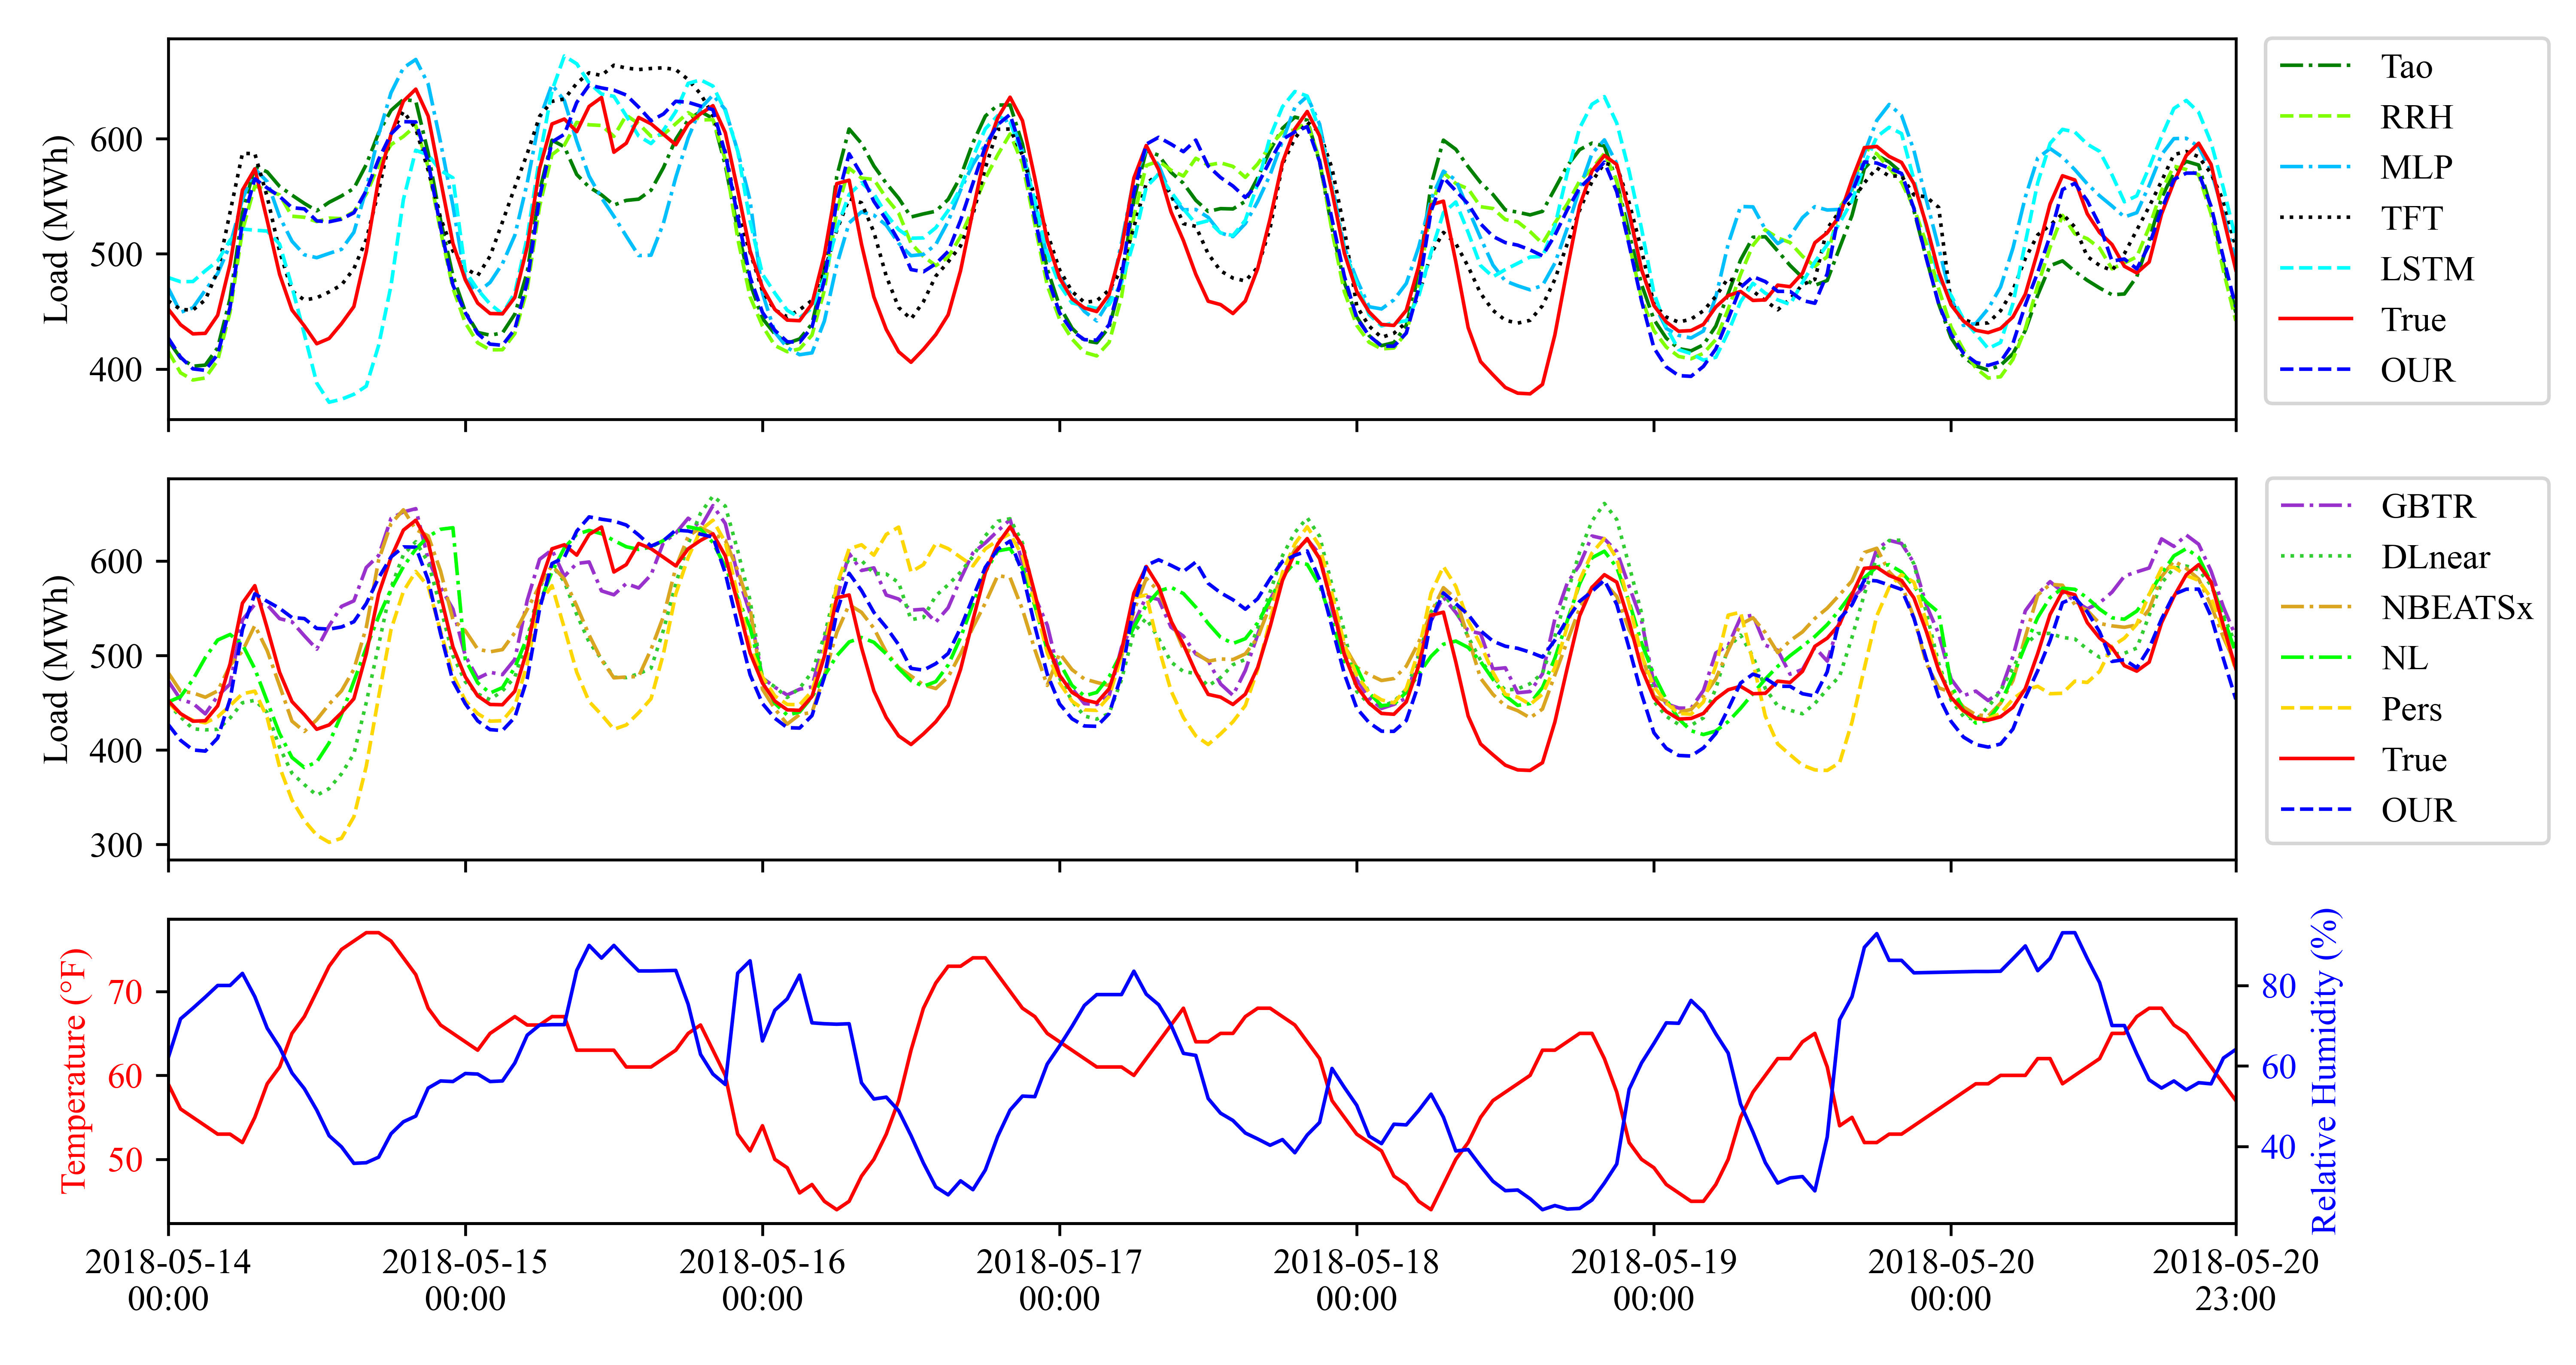 Load (MWh)
600
500
400
Tao
RRH
MLP
TFT
LSTM
True
OUR
Load (MWh)
600
500
400
300
GBTR
DLnear
NBEATSx
NL
Pers
True
OUR
Temperature (°F)
70
60
50
80
60
40
Relative Humidity (%)
2018-05-14 2018-05-15 2018-05-16 2018-05-17 2018-05-18 2018-05-19 2018-05-20 2018-05-20
00:00 00:00 00:00 00:00 00:00 00:00 00:00 23:00